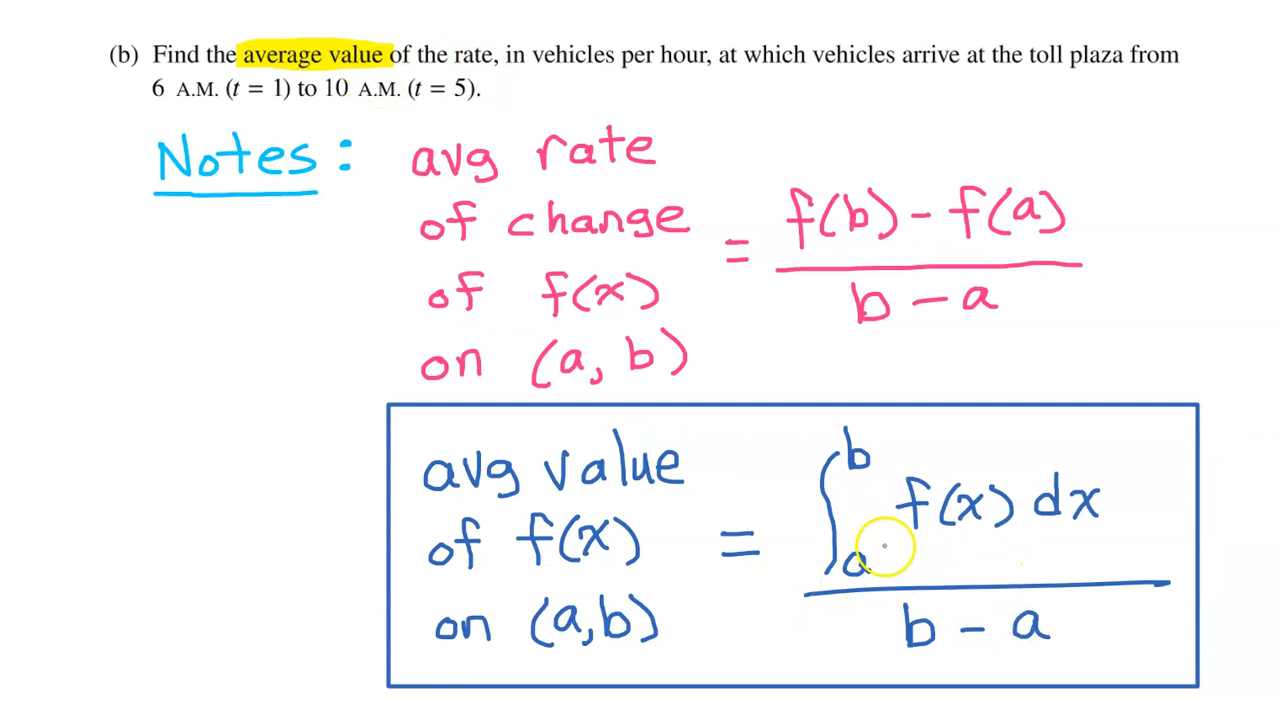 (b) Find the average value of the rate, in vehicles per hour, at which vehicles arrive at the toll plaza from
6 A.M. (t = 1) to 10 A.M. (t = 5).
Notes:
avg rate
of change
of f(x)
on (a, b)
=
f(b) - f(a)
b - a
avg value
of f(x)
on (a,b)
=
∫_a^b f(x) dx
b - a